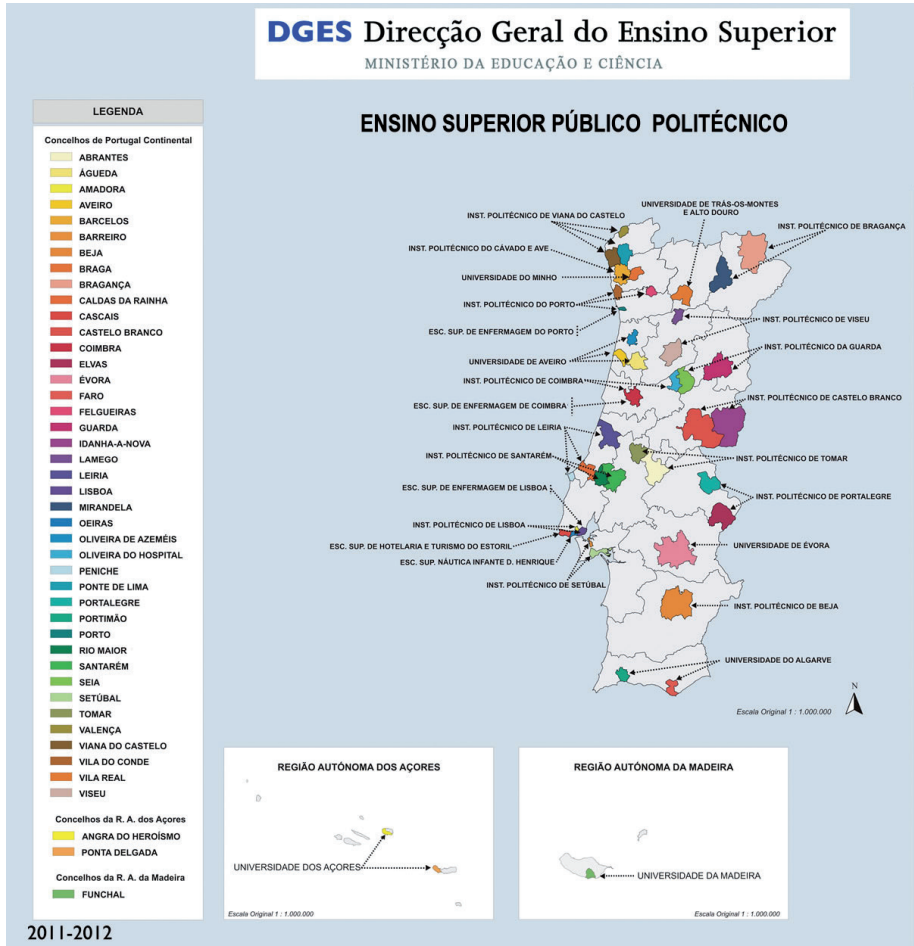 DGES Direcção Geral do Ensino Superior
MINISTÉRIO DA EDUCAÇÃO E CIÊNCIA
LEGENDA
Concelhos de Portugal Continental
ABRANTES
ÁGUEDA
AMADORA
AVEIRO
BARCELOS
BARREIRO
BEJA
BRAGA
BRAGANÇA
CALDAS DA RAINHA
CASCAIS
CASTELO BRANCO
COIMBRA
ELVAS
ÉVORA
FARO
FELGUEIRAS
GUARDA
IDANHA-A-NOVA
LAMEGO
LEIRIA
LISBOA
MIRANDELA
OEIRAS
OLIVEIRA DE AZEMÉIS
OLIVEIRA DO HOSPITAL
PENICHE
PONTE DE LIMA
PORTALEGRE
PORTIMÃO
PORTO
RIO MAIOR
SANTARÉM
SEIA
SETÚBAL
TOMAR
VALENÇA
VIANA DO CASTELO
VILA DO CONDE
VILA REAL
VISEU
Concelhos da R. A. dos Açores
ANGRA DO HEROÍSMO
PONTA DELGADA
Concelhos da R. A. da Madeira
FUNCHAL
2011-2012
ENSINO SUPERIOR PÚBLICO POLITÉCNICO
INST. POLITÉCNICO DE VIANA DO CASTELO
INST. POLITÉCNICO DO CÁVADO E AVE
UNIVERSIDADE DO MINHO
INST. POLITÉCNICO DO PORTO
ESC. SUP. DE ENFERMAGEM DO PORTO
UNIVERSIDADE DE AVEIRO
INST. POLITÉCNICO DE COIMBRA
ESC. SUP. DE ENFERMAGEM DE COIMBRA
INST. POLITÉCNICO DE LEIRIA
INST. POLITÉCNICO DE SANTARÉM
ESC. SUP. DE ENFERMAGEM DE LISBOA
INST. POLITÉCNICO DE LISBOA
ESC. SUP. DE HOTELARIA E TURISMO DO ESTORIL
ESC. SUP. NÁUTICA INFANTE D. HENRIQUE
INST. POLITÉCNICO DE SETÚBAL
UNIVERSIDADE DE TRÁS-OS-MONTES
E ALTO DOURO
INST. POLITÉCNICO DE BRAGANÇA
INST. POLITÉCNICO DE VISEU
INST. POLITÉCNICO DA GUARDA
INST. POLITÉCNICO DE CASTELO BRANCO
INST. POLITÉCNICO DE TOMAR
INST. POLITÉCNICO DE PORTALEGRE
UNIVERSIDADE DE ÉVORA
INST. POLITÉCNICO DE BEJA
UNIVERSIDADE DO ALGARVE
N
Escala Original 1 : 1.000.000
REGIÃO AUTÓNOMA DOS AÇORES
UNIVERSIDADE DOS AÇORES
Escala Original 1 : 1.000.000
REGIÃO AUTÓNOMA DA MADEIRA
UNIVERSIDADE DA MADEIRA
Escala Original 1 : 1.000.000